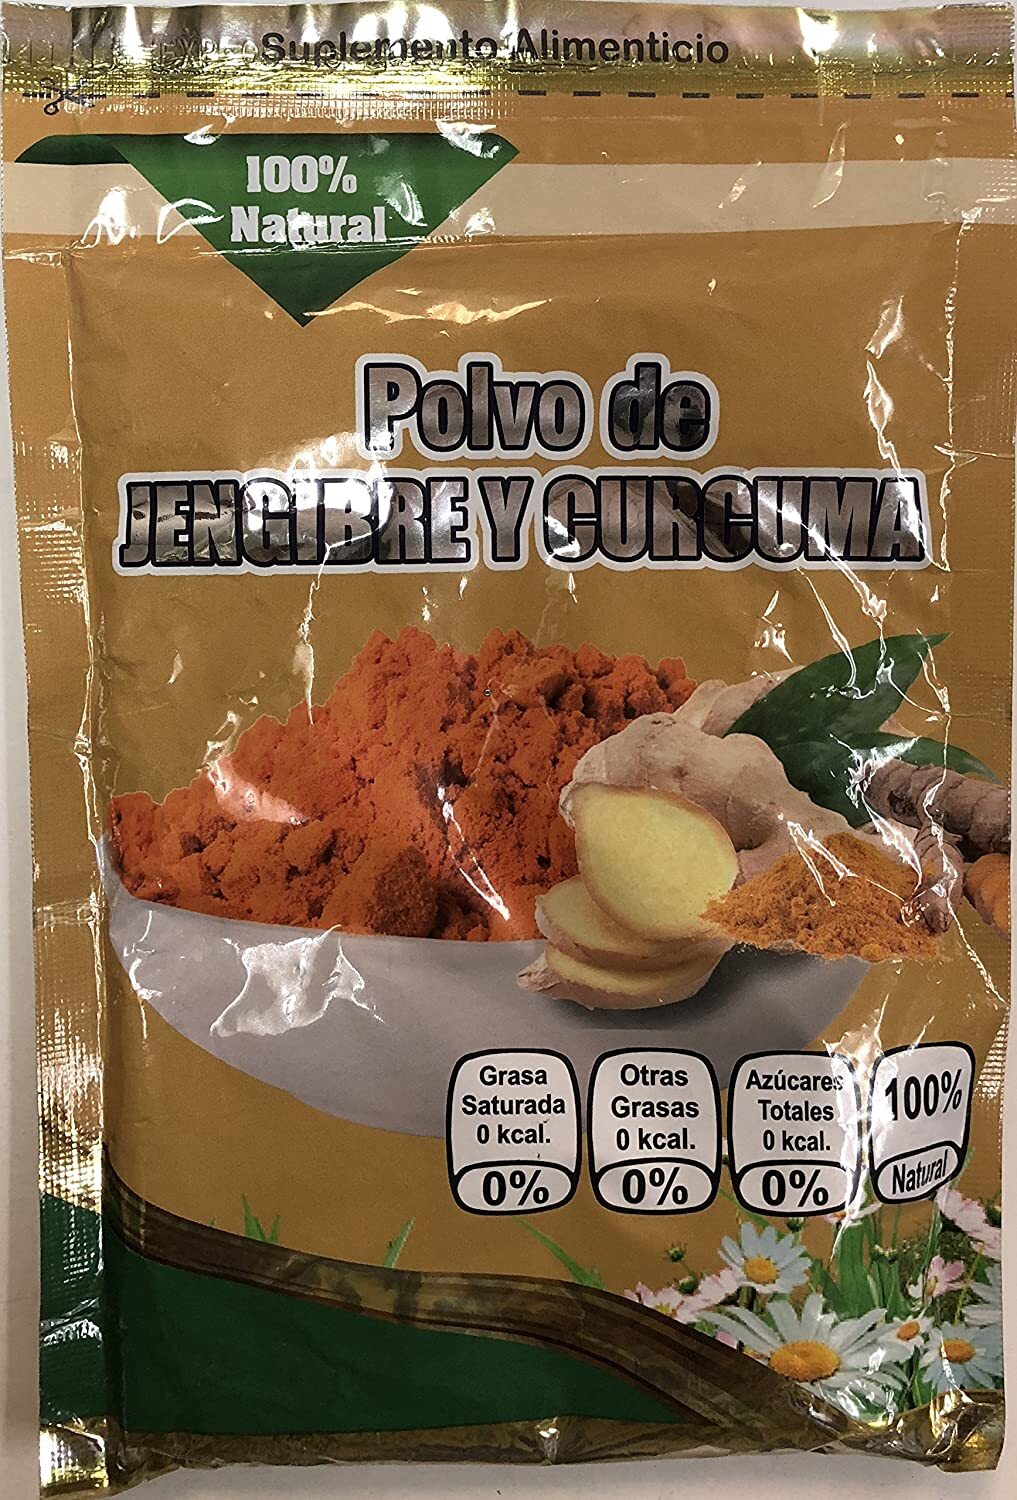 Suplemento Alimenticio
100%
Natural
Polvo de
JENGIBRE Y CURCUMA
Grasa
Saturada
0 kcal.
0%
Otras
Grasas
0 kcal.
0%
Azúcares
Totales
0 kcal.
0%
100%
Natural